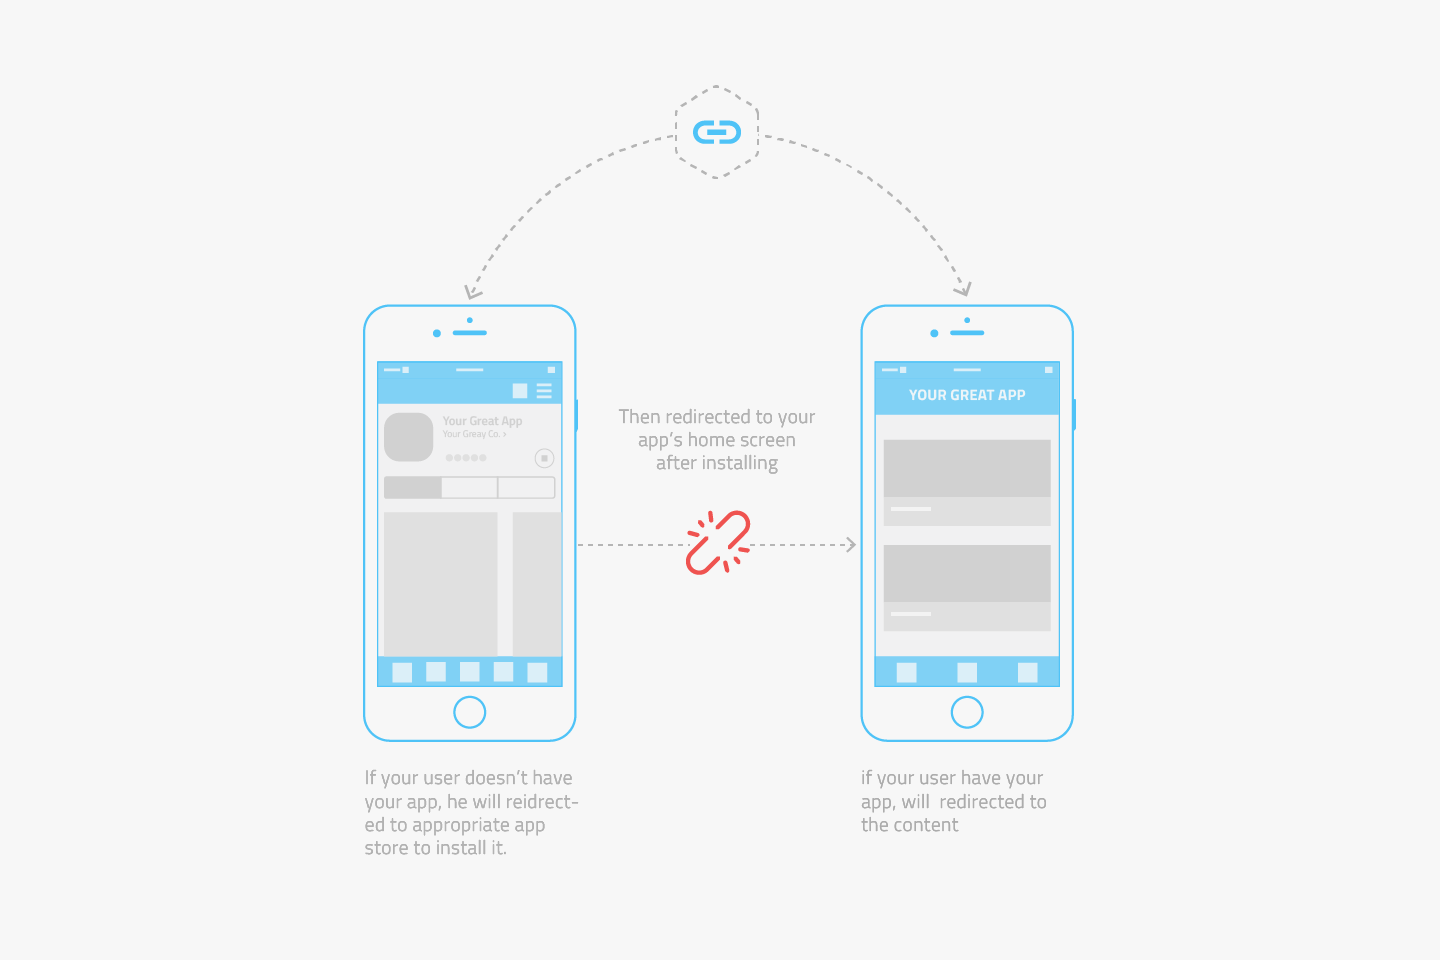 Your Great App
Your Greay Co. ›
YOUR GREAT APP
Then redirected to your
app's home screen
after installing
If your user doesn't have
your app, he will reidrect-
ed to appropriate app
store to install it.
if your user have your
app, will redirected to
the content